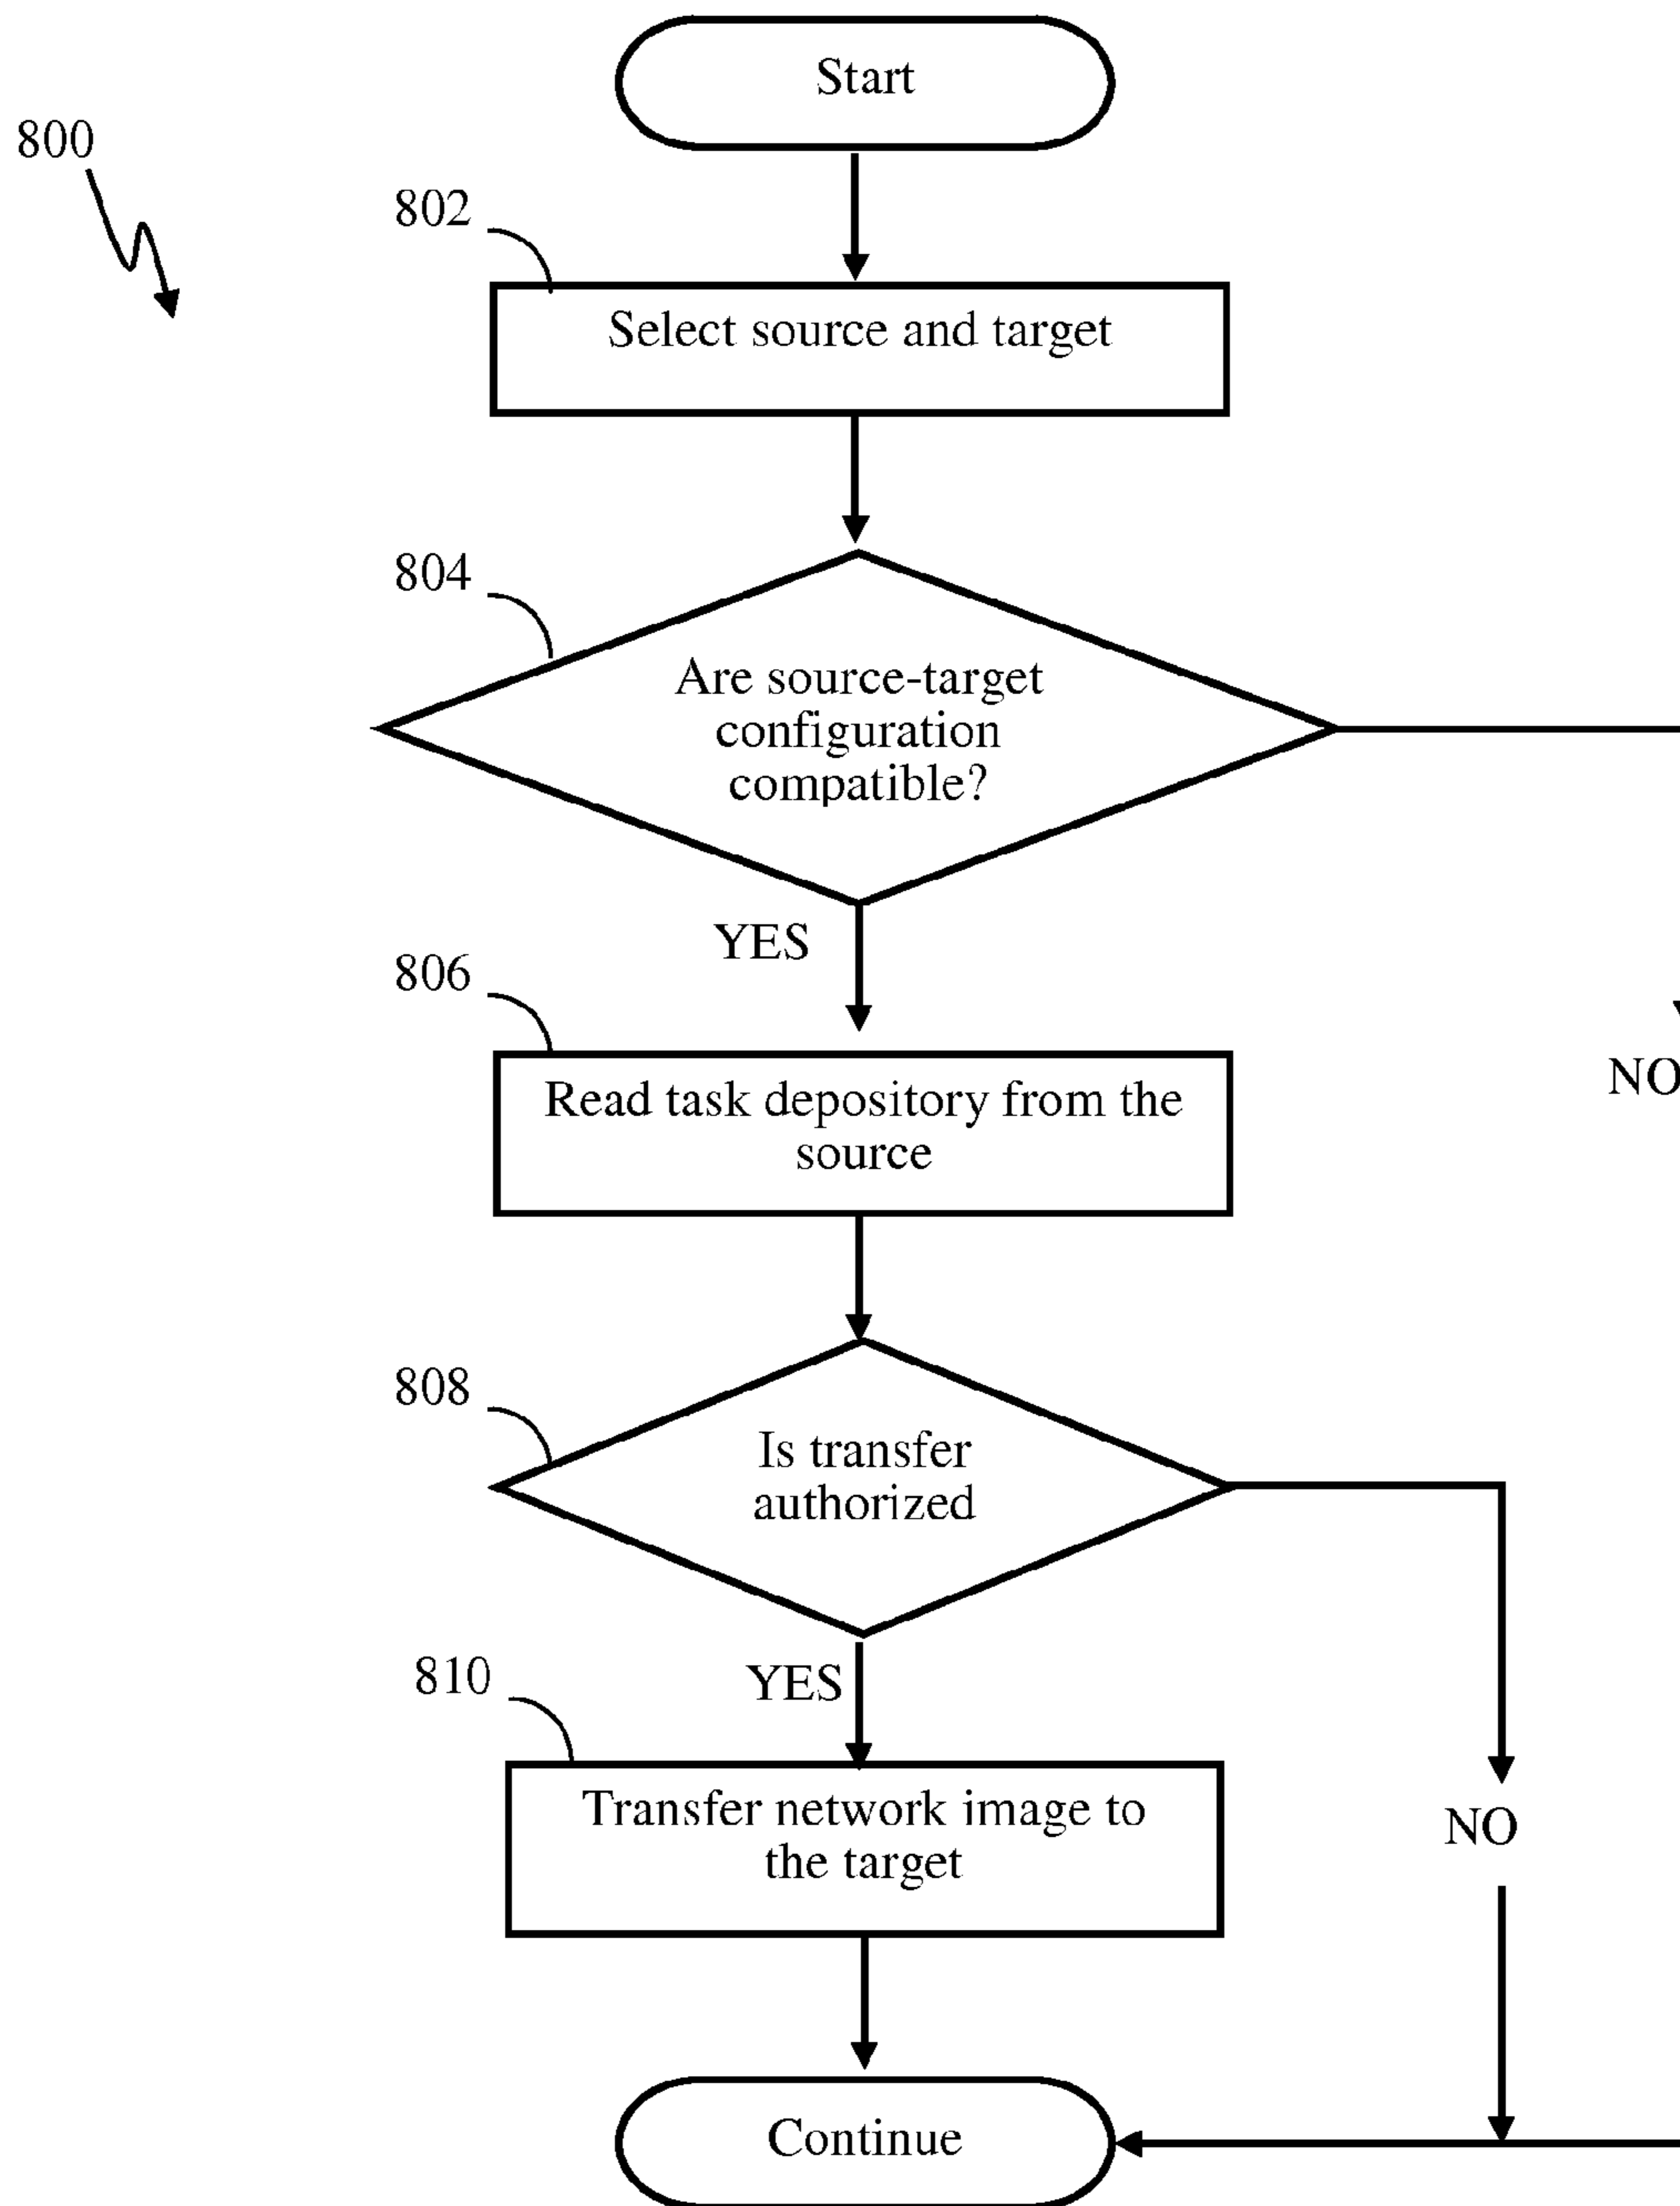 Start
800
802
Select source and target
804
Are source-target
configuration
compatible?
YES
806
NO
Read task depository from the
source
808
Is transfer
authorized
810
YES
Transfer network image to
the target
NO
Continue